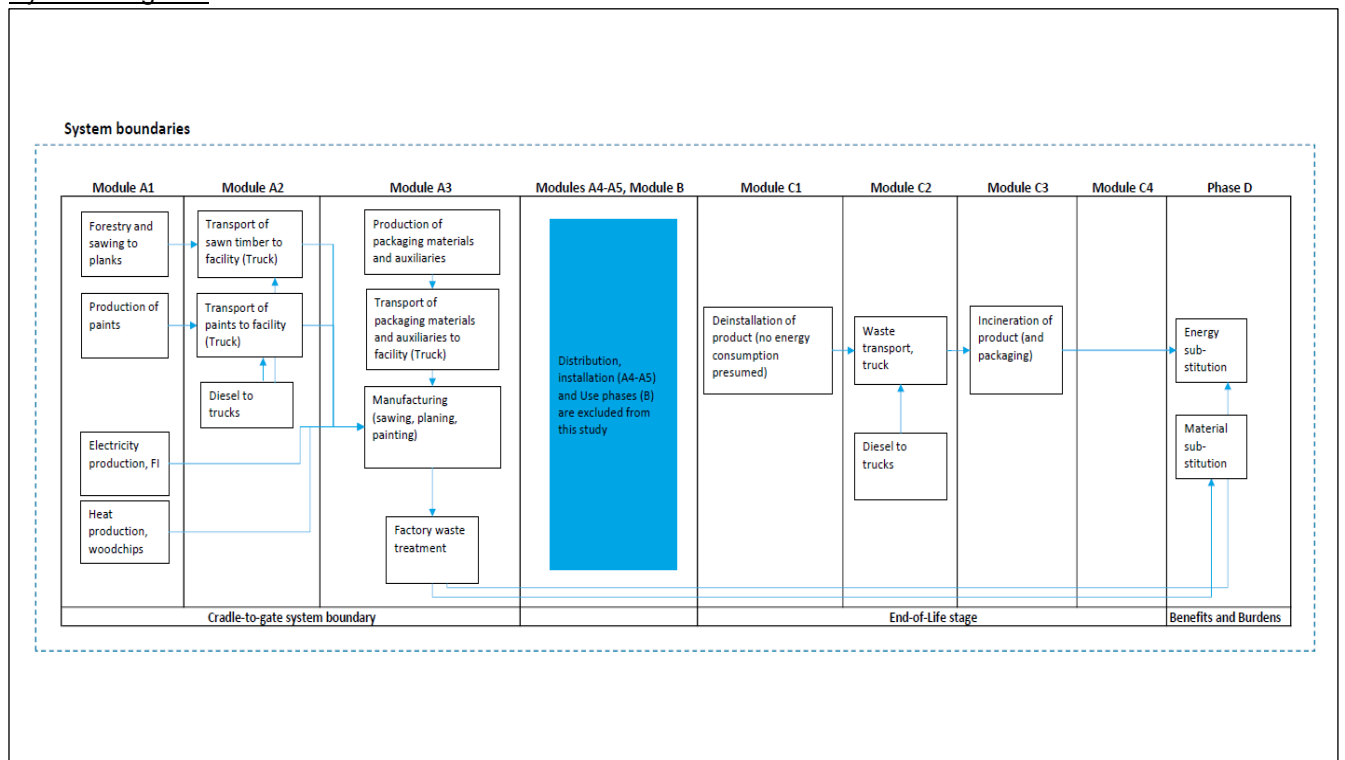 System boundaries
Module A1
Module A2
Module A3
Modules A4-A5, Module B
Module C1
Module C2
Module C3
Module C4
Phase D
Forestry and
sawing to
planks
Production of
paints
Electricity
production, FI
Heat
production,
woodchips
Transport of
sawn timber to
facility (Truck)
Transport of
paints to facility
(Truck)
Diesel to
trucks
Production of
packaging materials
and auxiliaries
Transport of
packaging materials
and auxiliaries to
facility (Truck)
Manufacturing
(sawing, planing,
painting)
Factory waste
treatment
Distribution,
installation (A4-A5)
and Use phases (B)
are excluded from
this study
Deinstallation of
product (no energy
consumption
presumed)
Waste
transport,
truck
Diesel to
trucks
Incineration of
product (and
packaging)
Energy
sub-
stitution
Material
sub-
stitution
Cradle-to-gate system boundary
End-of-Life stage
Benefits and Burdens